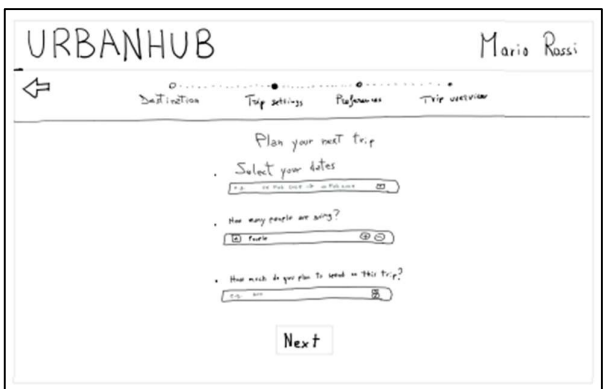 URBANHUB
Mario Rossi
Destination
Trip settings
Preferences
Trip overview
Plan your next trip
Select your dates
e.g.
How many people are going?
People
How much do you plan to spend on this trip?
e.g.
Next